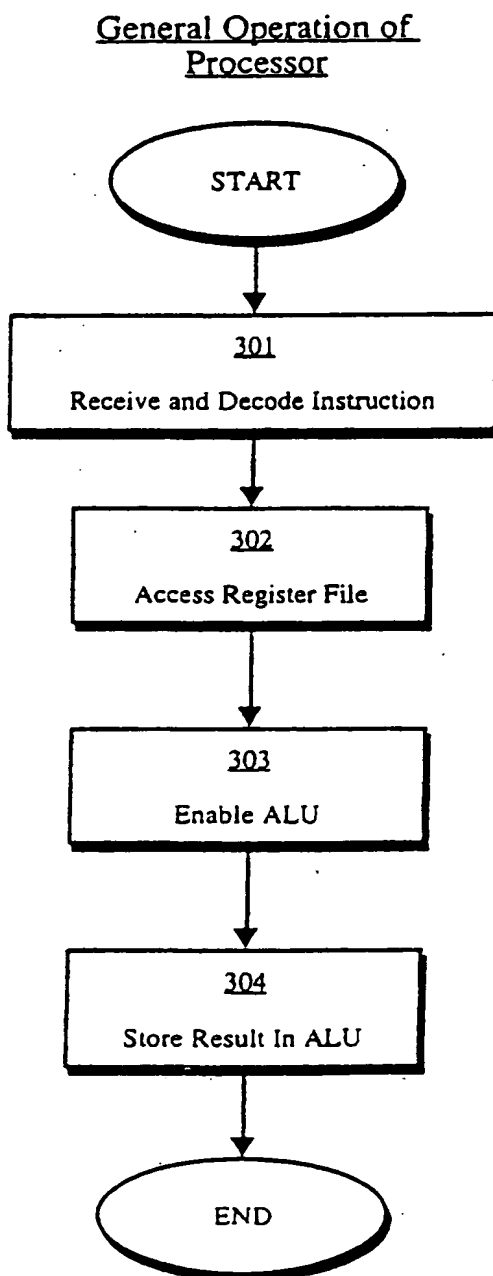 General Operation of
Processor
START
301
Receive and Decode Instruction
302
Access Register File
303
Enable ALU
304
Store Result In ALU
END